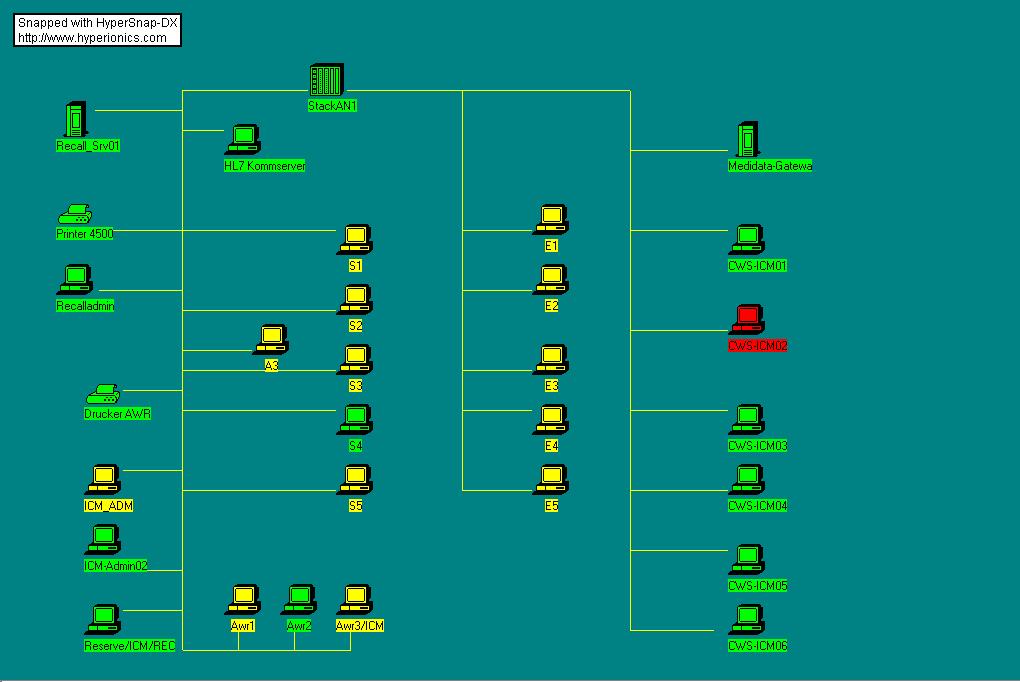 Snapped with HyperSnap-DX
http://www.hyperionics.com
StackAN1
Recall_Srv01
HL7 Kommserver
Medidata-Gatewa
Printer 4500
E1
S1
CWS-ICM01
Recalladmin
E2
S2
CWS-ICM02
A3
S3
E3
Drucker AWR
S4
E4
CWS-ICM03
ICM_ADM
S5
E5
CWS-ICM04
ICM-Admin02
CWS-ICM05
Awr1
Awr2
Awr3/ICM
Reserve/ICM/REC
CWS-ICM06